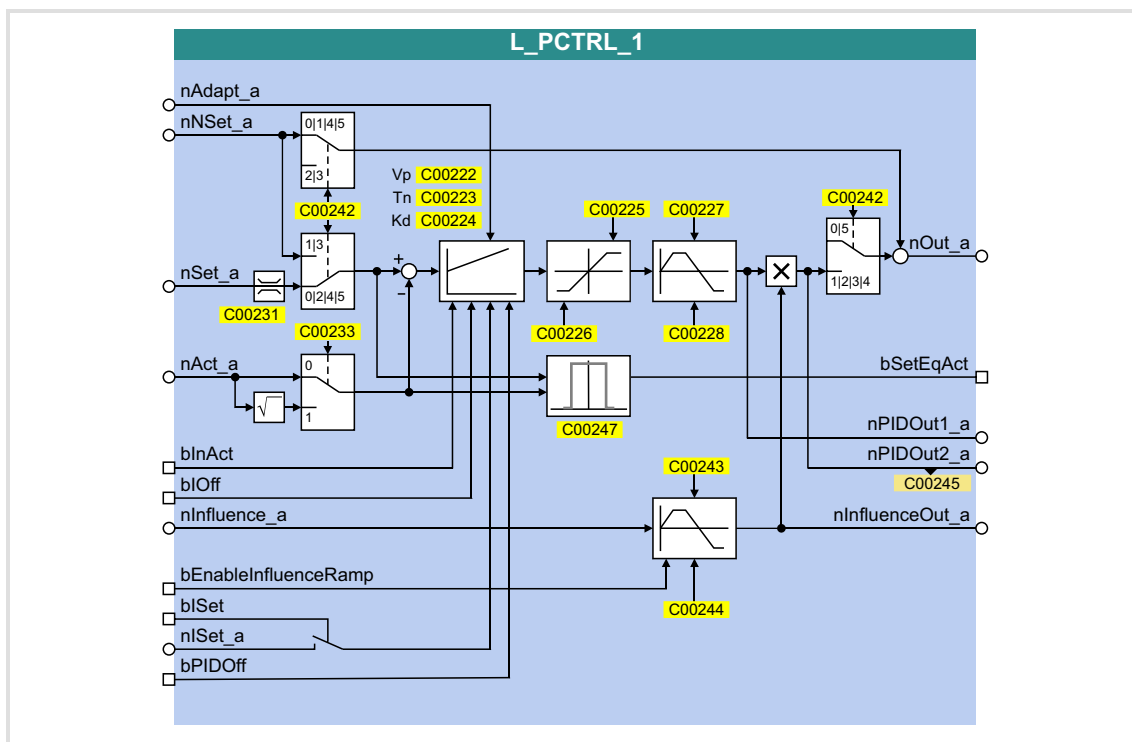 L_PCTRL_1
nAdapt_a
nNSet_a
0|1|4|5
2|3
C00242
Vp C00222
Tn C00223
Kd C00224
C00225
C00227
C00242
0|5
1|2|3|4
nOut_a
1|3
0|2|4|5
nSet_a
C00231
+
−
C00226
C00228
C00233
nAct_a
0
1
√
C00247
bSetEqAct
nPIDOut1_a
nPIDOut2_a
C00245
bInAct
bIOff
nInfluence_a
C00243
nInfluenceOut_a
bEnableInfluenceRamp
C00244
bISet
nISet_a
bPIDOff